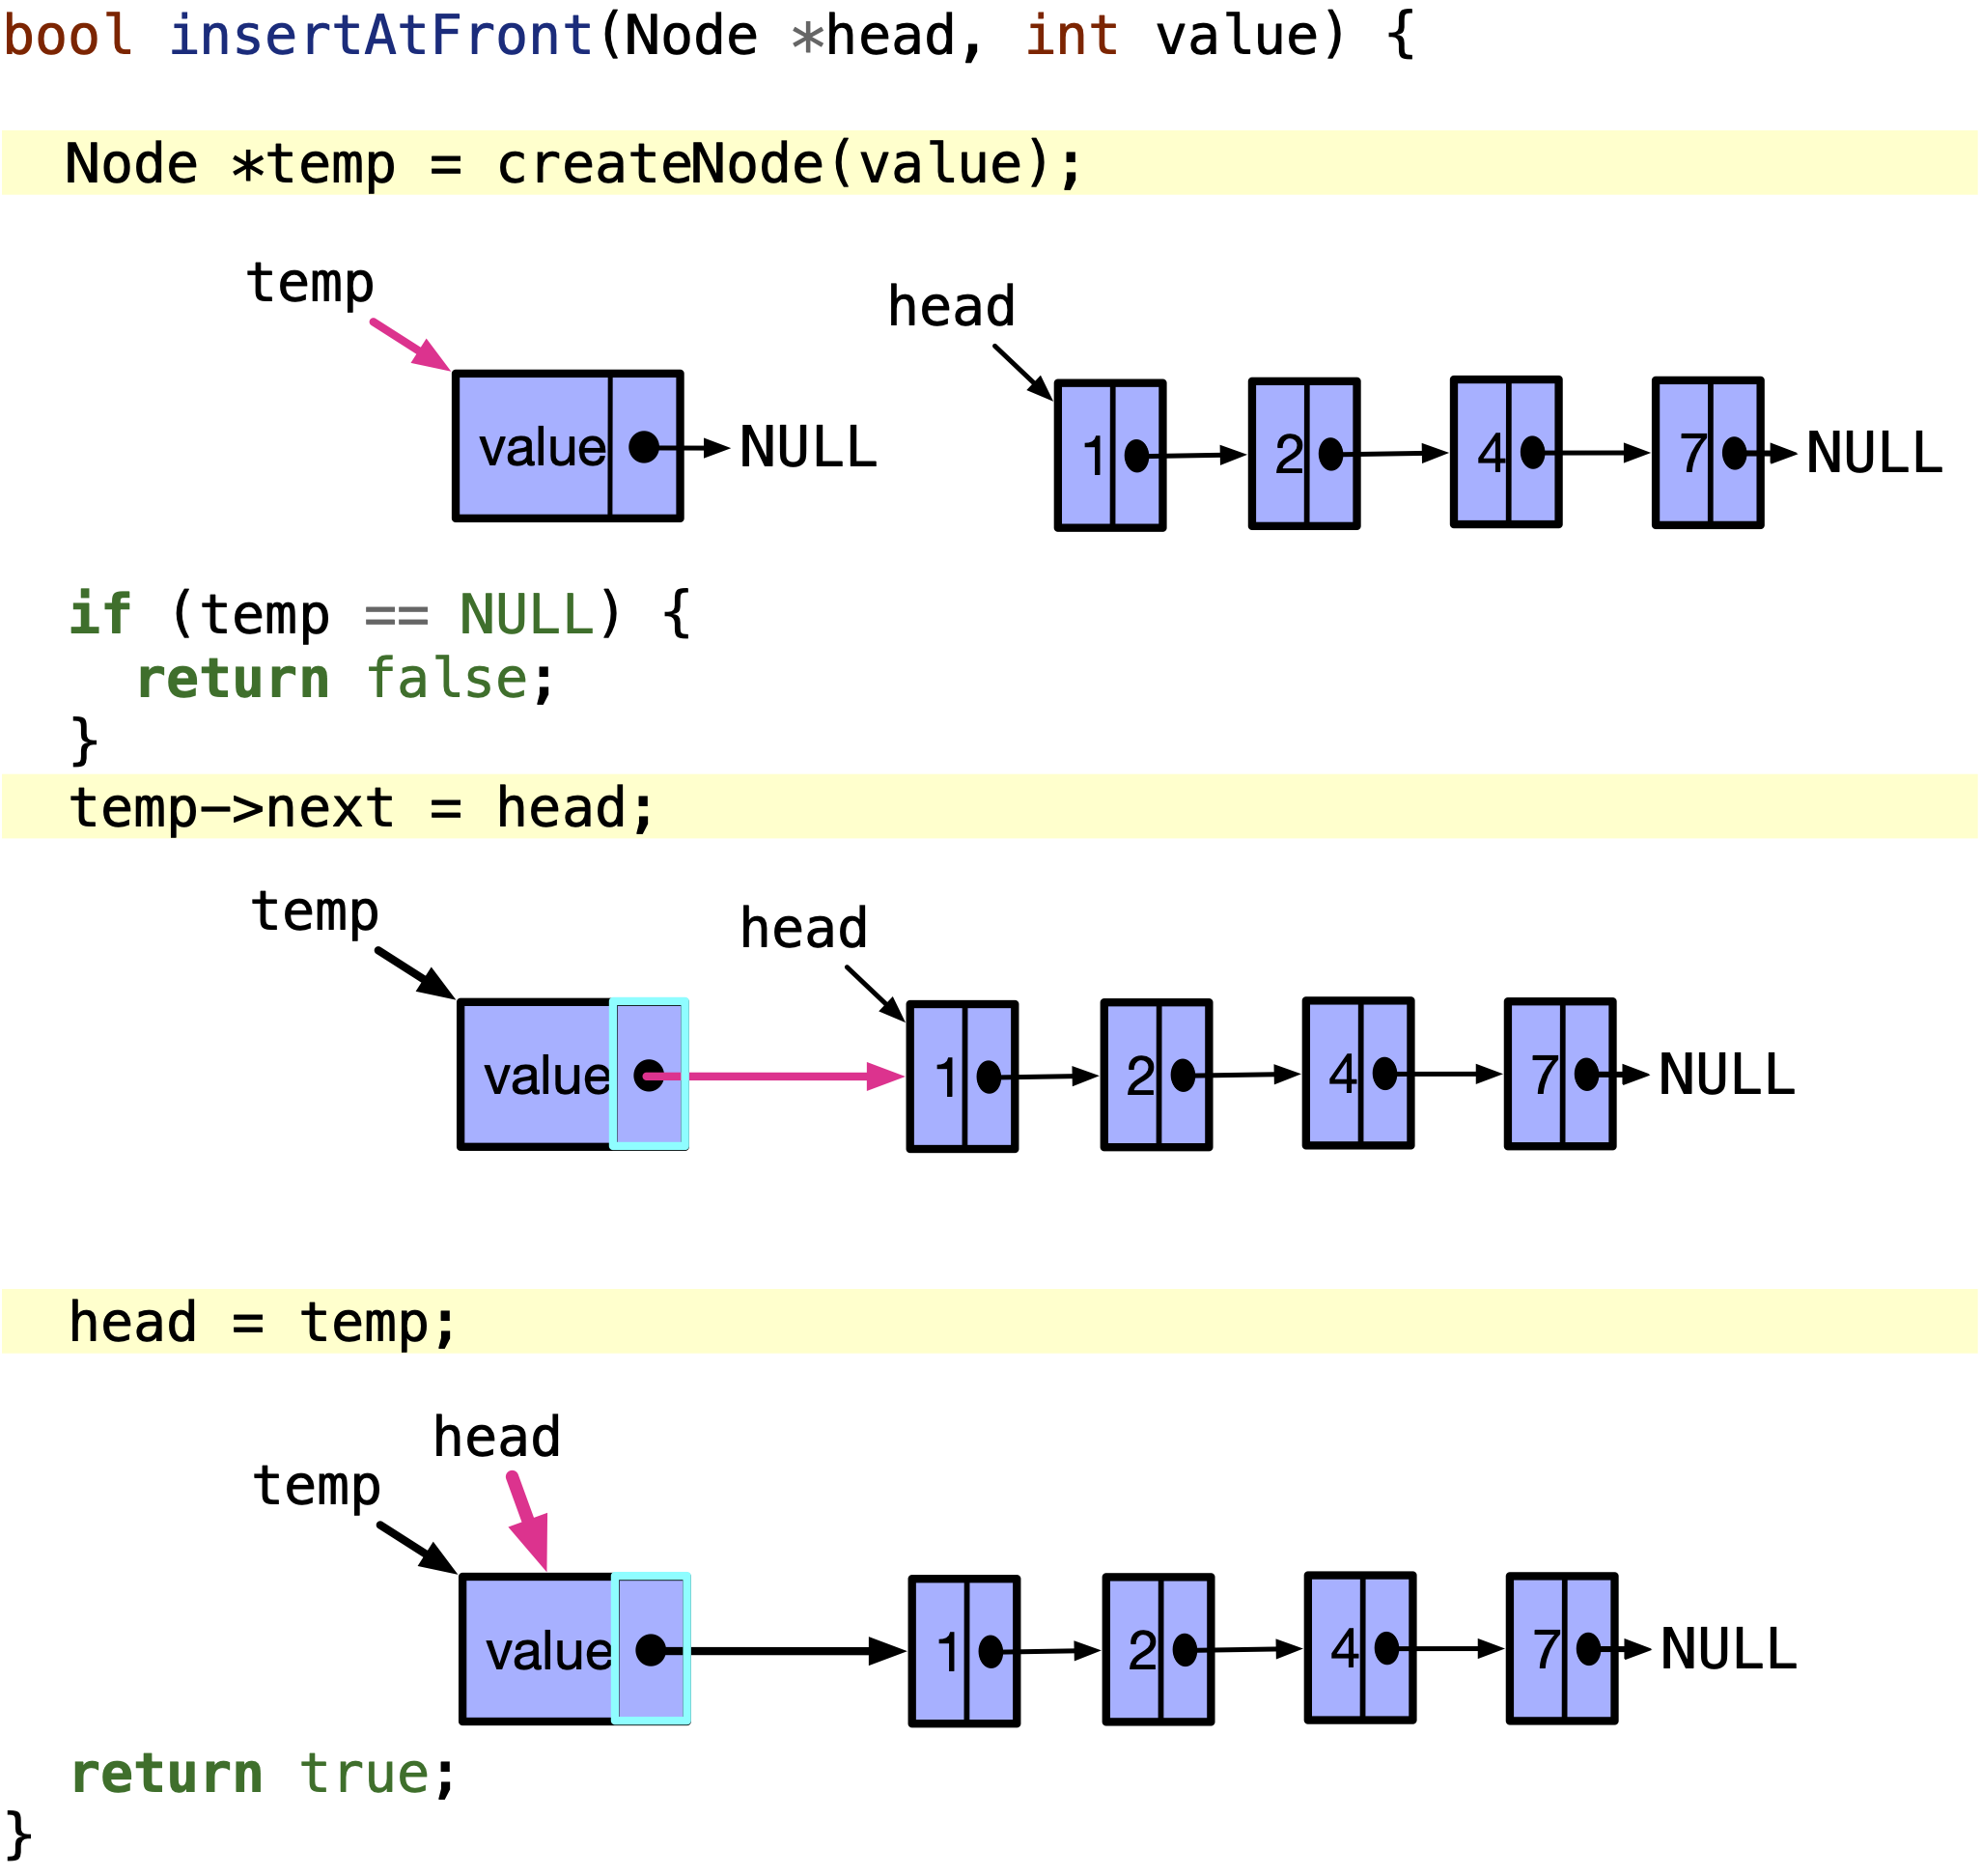 bool insertAtFront(Node *head, int value) {
Node *temp = createNode(value);
temp
head
value NULL 1 2 4 7 NULL
if (temp == NULL) {
return false;
}
temp->next = head;
temp
head
value 1 2 4 7 NULL
head = temp;
head
temp
value 1 2 4 7 NULL
return true;
}